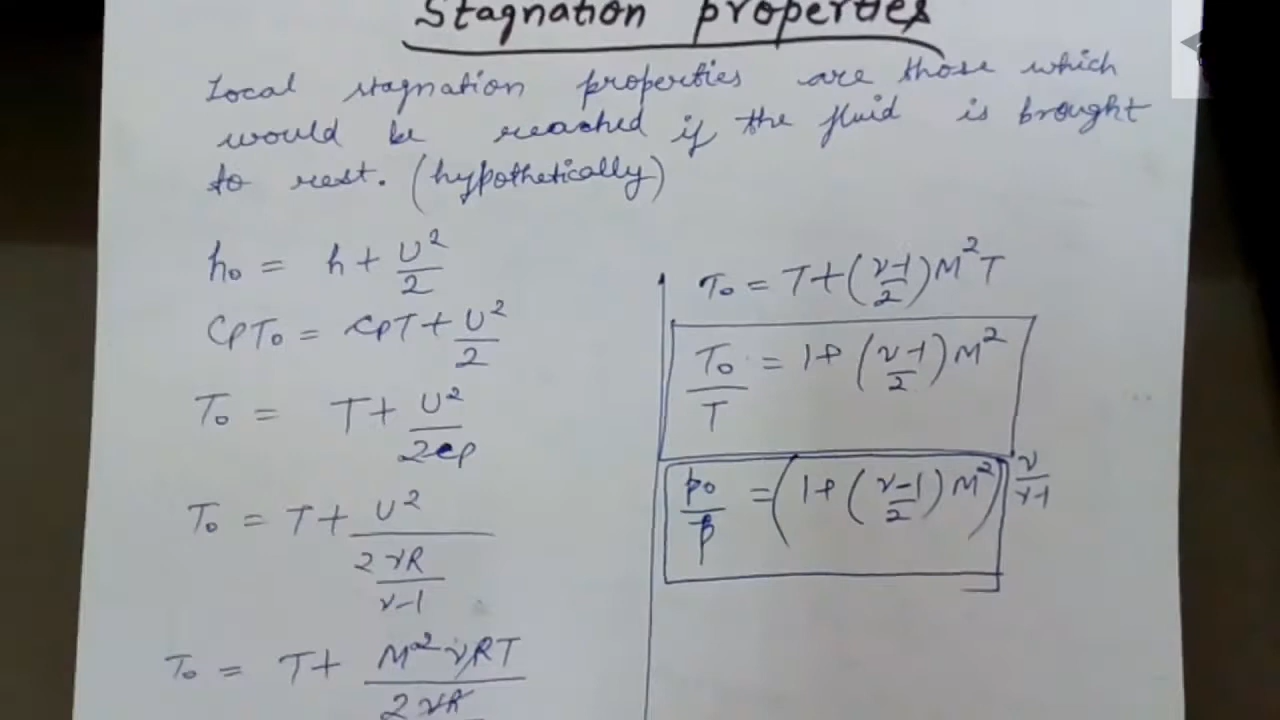 Stagnation properties
Local stagnation properties are those which
would be reached if the fluid is brought
to rest. (hypothetically)
h₀ = h + U²/2
CpT₀ = CpT + U²/2
T₀ = T + U²/2cp
T₀ = T + U²/(2γR/(γ-1))
T₀ = T + M²γRT/2γR
T₀ = T + ((γ-1)/2)M²T
T₀/T = 1 + ((γ-1)/2)M²
p₀/p = (1 + ((γ-1)/2)M²)^(γ/(γ-1))